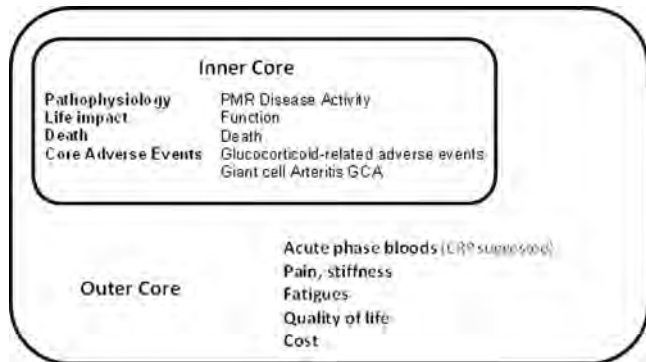 Inner Core
Pathophysiology PMR Disease Activity
Life impact Function
Death Death
Core Adverse Events Glucocorticoid-related adverse events
Giant cell Arteritis GCA
Acute phase bloods (CRP
Pain, stiffness
Outer Core Fatigues
Quality of life
Cost